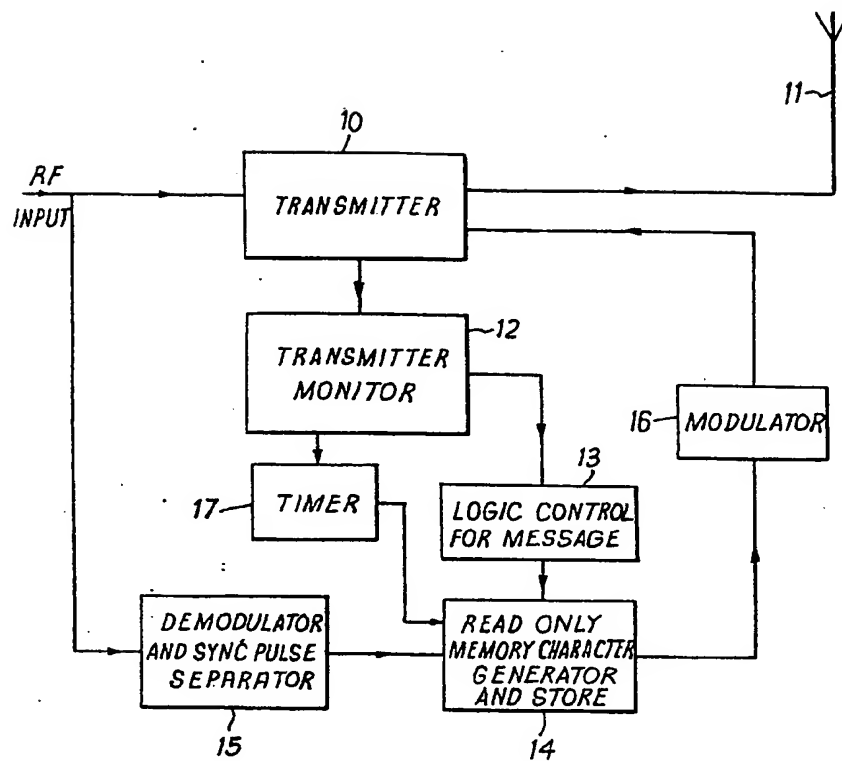 10
11
RF
INPUT
TRANSMITTER
12
TRANSMITTER
MONITOR
16
MODULATOR
13
17
TIMER
LOGIC CONTROL
FOR MESSAGE
DEMODULATOR
AND SYNC PULSE
SEPARATOR
READ ONLY
MEMORY CHARACTER
GENERATOR
AND STORE
15
14